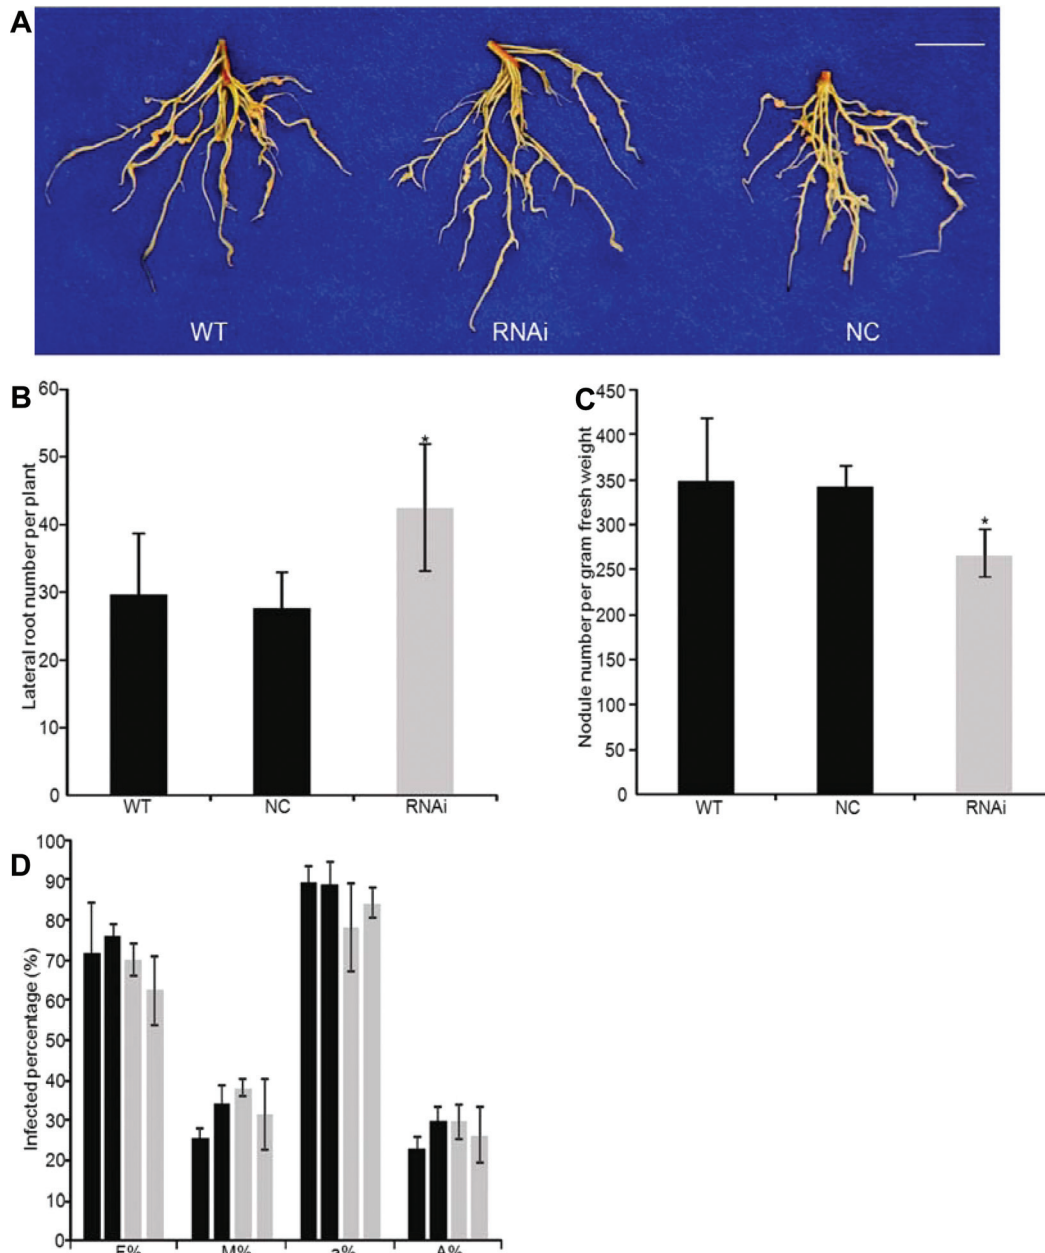 A
WT RNAi NC
B
Lateral root number per plant
60
50
40
30
20
10
0
WT NC RNAi
*
C
Nodule number per gram fresh weight
450
400
350
300
250
200
150
100
50
0
WT NC RNAi
*
D
Infected percentage (%)
100
90
80
70
60
50
40
30
20
10
0
F% M% a% A%